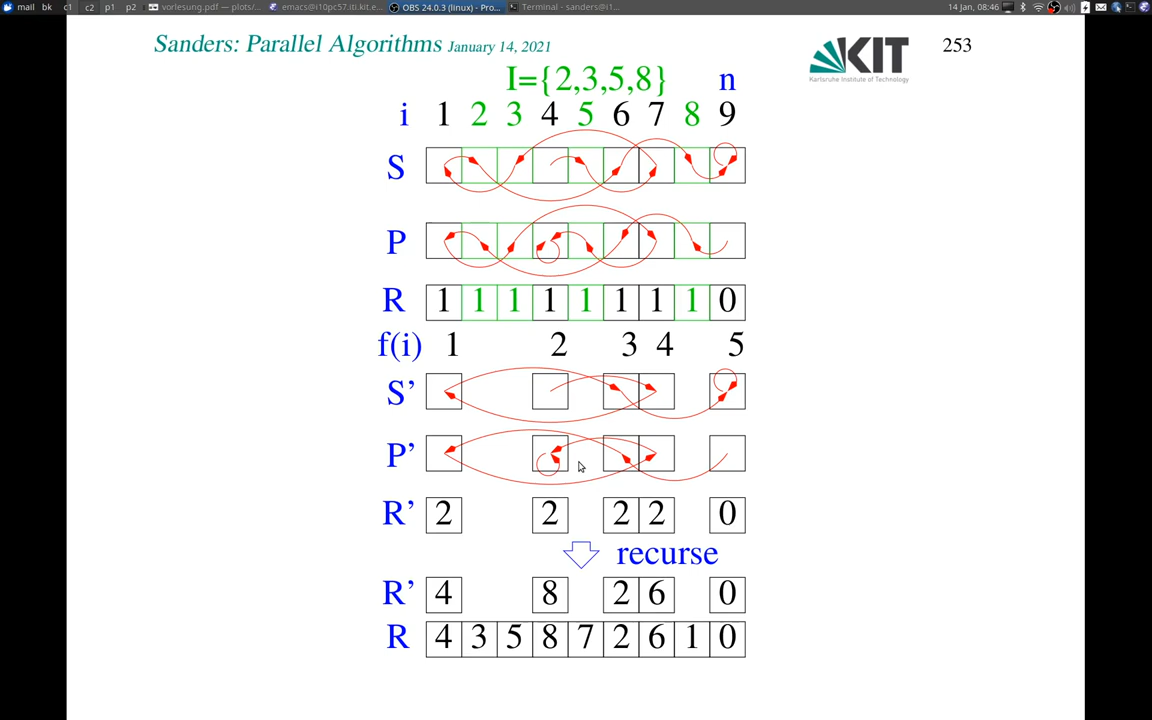 mail bk c1 c2 p1 p2 vorlesung.pdf — plots/... emacs@i10pc57.iti.kit.e... OBS 24.0.3 (linux) - Pro... Terminal - sanders@i1... 14 Jan, 08:46
Sanders: Parallel Algorithms January 14, 2021
KIT
Karlsruhe Institute of Technology
253
I={2,3,5,8} n
i 1 2 3 4 5 6 7 8 9
S
P
R 1 1 1 1 1 1 1 1 0
f(i) 1 2 3 4 5
S’
P’
R’ 2 2 2 2 0
recurse
R’ 4 8 2 6 0
R 4 3 5 8 7 2 6 1 0